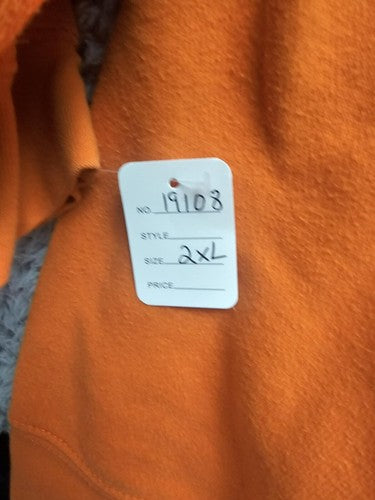 NO. 19108
STYLE
SIZE 2XL
PRICE